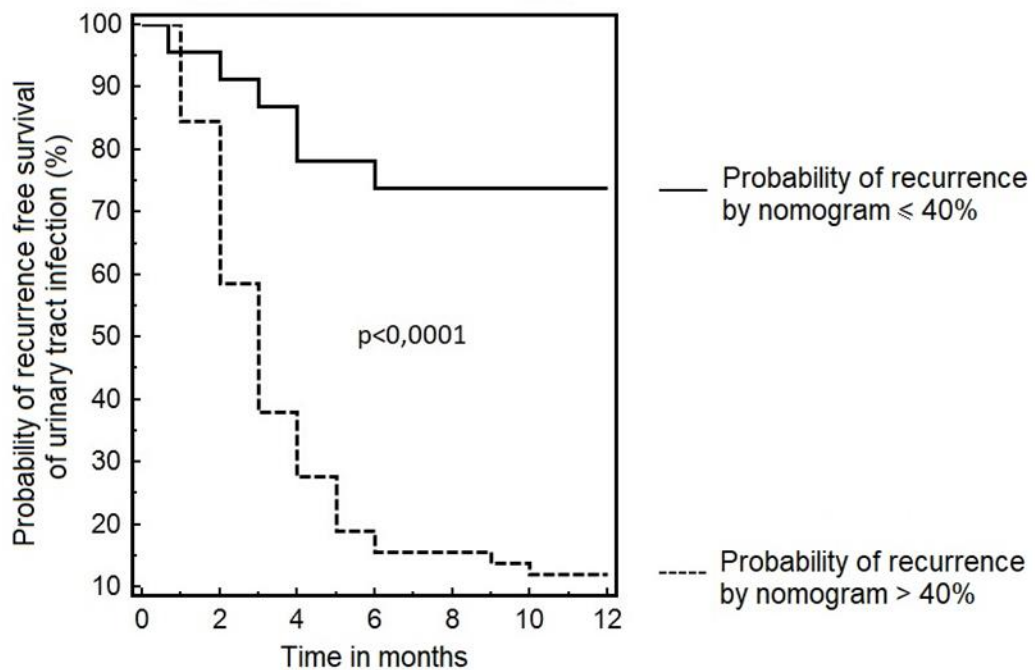 Probability of recurrence free survival
of urinary tract infection (%)
100
90
80
70
60
50
40
30
20
10
p<0,0001
0
2
4
6
8
10
12
Time in months
Probability of recurrence
by nomogram ⩽ 40%
Probability of recurrence
by nomogram > 40%